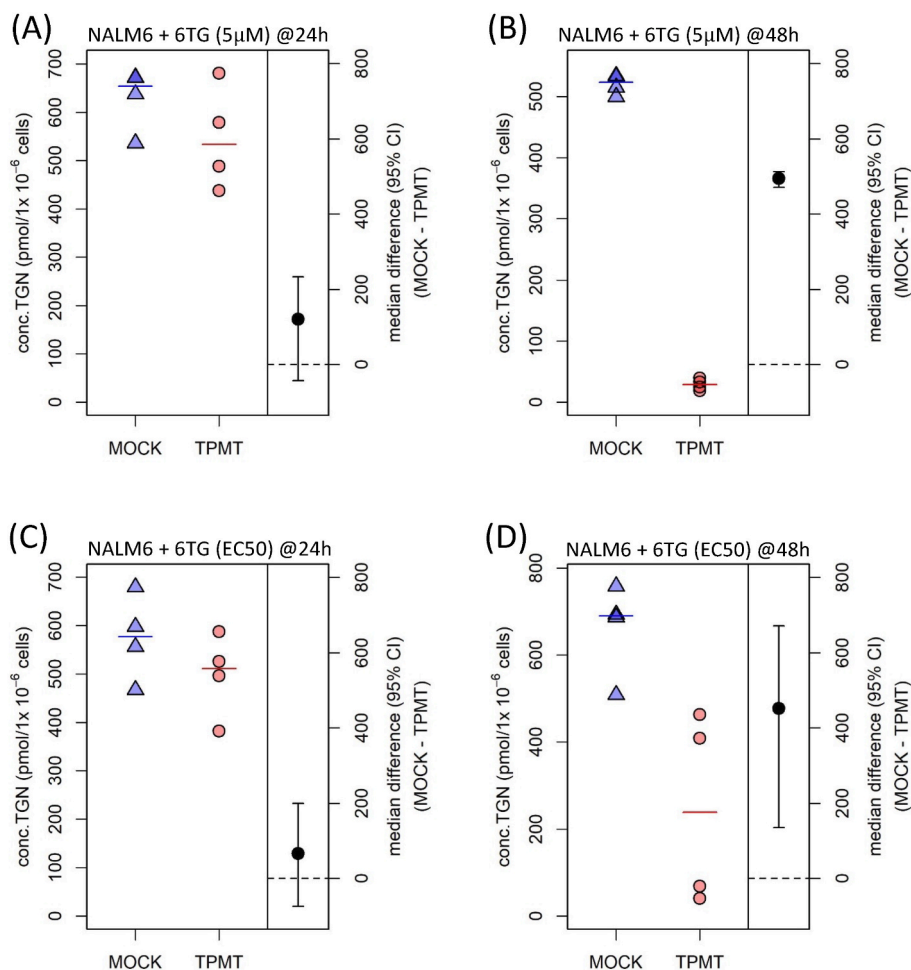 (A)
NALM6 + 6TG (5µM) @24h
conc.TGN (pmol/1x 10⁻⁶ cells)
700
600
500
400
300
200
100
0
MOCK TPMT
800
600
400
200
0
median difference (95% CI)
(MOCK - TPMT)
(B)
NALM6 + 6TG (5µM) @48h
conc.TGN (pmol/1x 10⁻⁶ cells)
500
400
300
200
100
0
MOCK TPMT
800
600
400
200
0
median difference (95% CI)
(MOCK - TPMT)
(C)
NALM6 + 6TG (EC50) @24h
conc.TGN (pmol/1x 10⁻⁶ cells)
700
600
500
400
300
200
100
0
MOCK TPMT
800
600
400
200
0
median difference (95% CI)
(MOCK - TPMT)
(D)
NALM6 + 6TG (EC50) @48h
conc.TGN (pmol/1x 10⁻⁶ cells)
800
600
400
200
0
MOCK TPMT
800
600
400
200
0
median difference (95% CI)
(MOCK - TPMT)